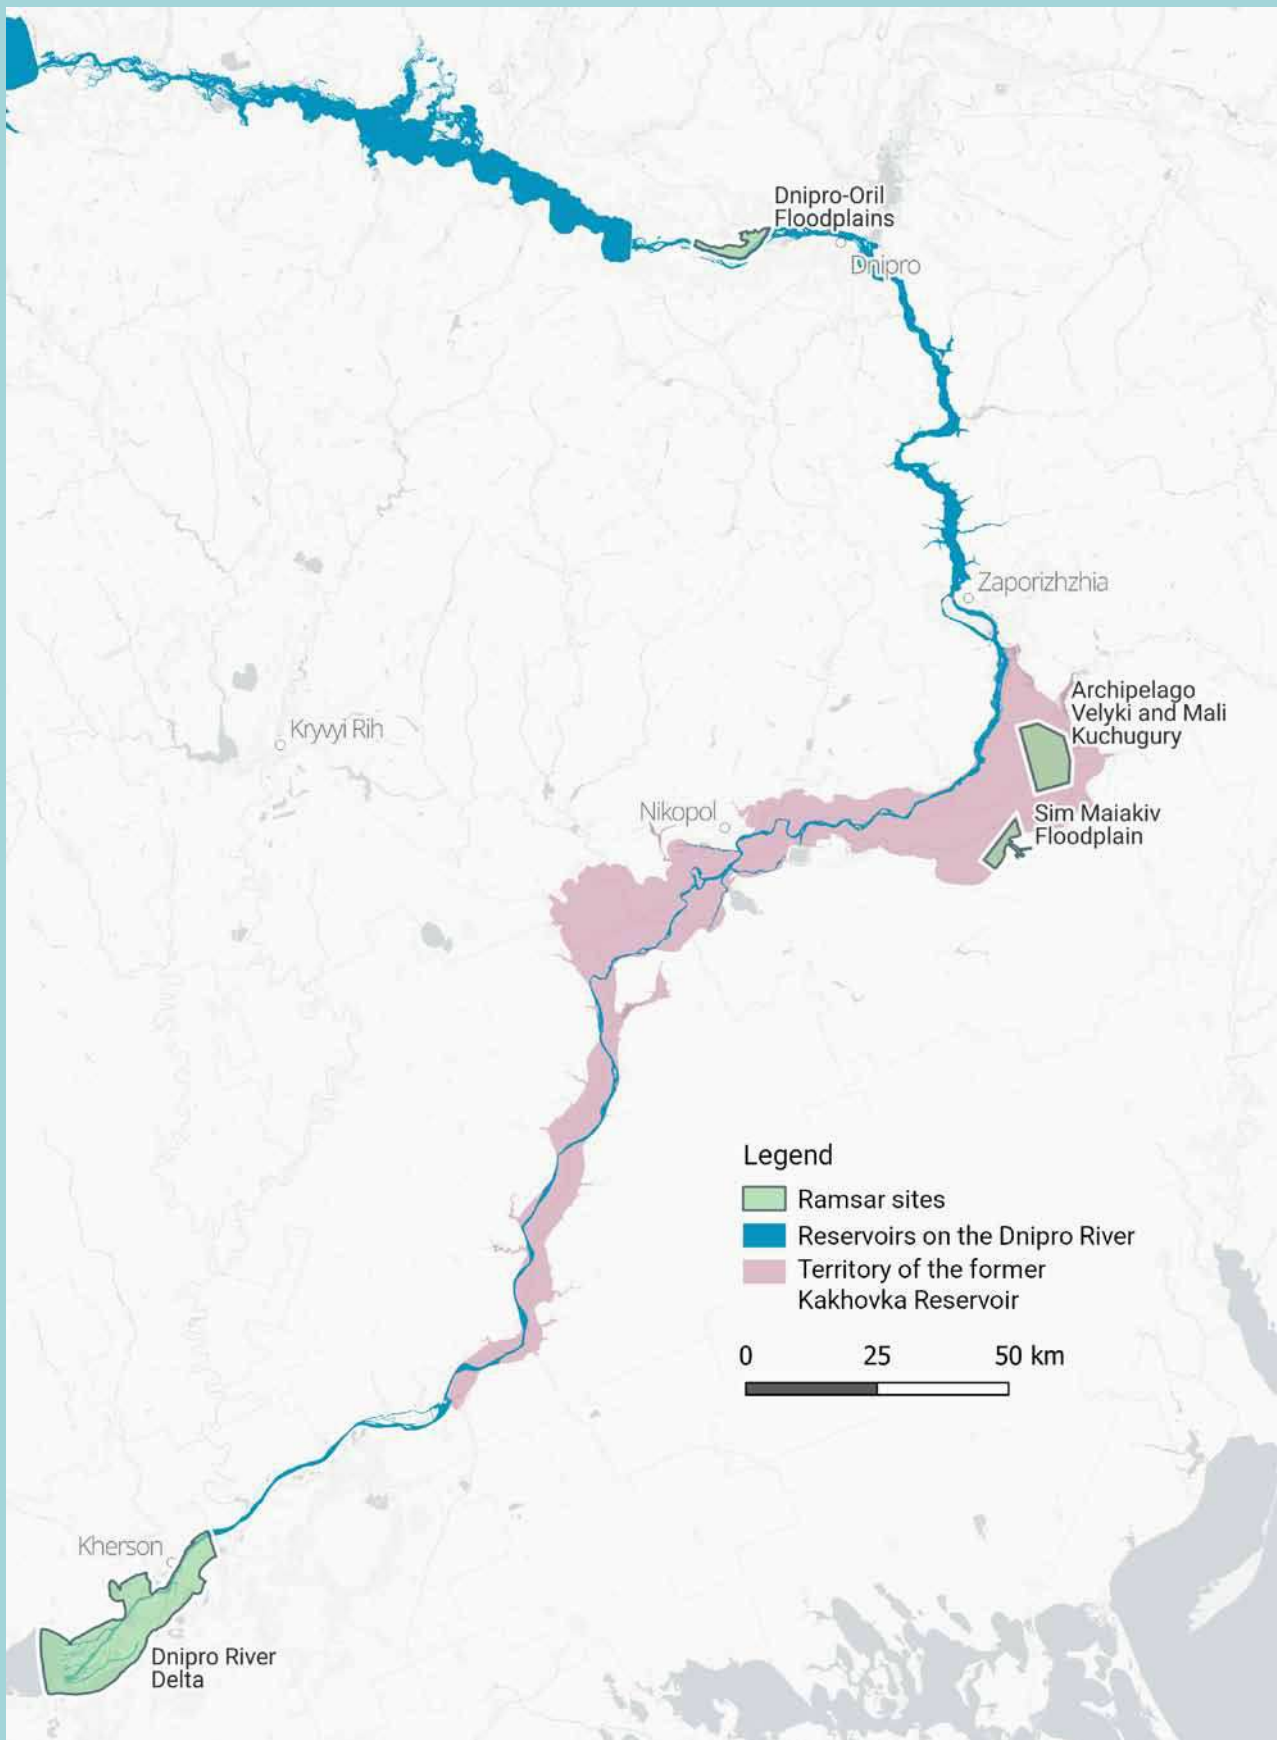 Dnipro-Oril
Floodplains
Dnipro
Zaporizhzhia
Archipelago
Velyki and Mali
Kuchugury
Kryvyi Rih
Nikopol
Sim Maiakiv
Floodplain
Legend
Ramsar sites
Reservoirs on the Dnipro River
Territory of the former
Kakhovka Reservoir
0 25 50 km
Kherson
Dnipro River
Delta